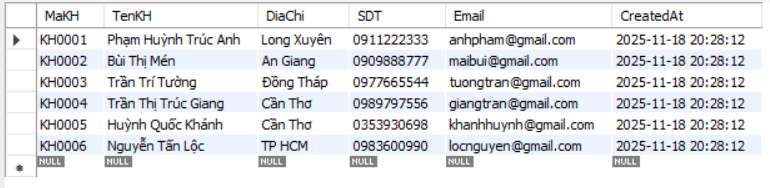 MaKH TenKH DiaChi SDT Email CreatedAt
KH0001 Phạm Huỳnh Trúc Anh Long Xuyên 0911222333 anhpham@gmail.com 2025-11-18 20:28:12
KH0002 Bùi Thị Mén An Giang 0909888777 maibui@gmail.com 2025-11-18 20:28:12
KH0003 Trần Trí Tường Đồng Tháp 0977665544 tuongtran@gmail.com 2025-11-18 20:28:12
KH0004 Trần Thị Trúc Giang Cần Thơ 0989797556 giangtran@gmail.com 2025-11-18 20:28:12
KH0005 Huỳnh Quốc Khánh Cần Thơ 0353930698 khanhhuynh@gmail.com 2025-11-18 20:28:12
KH0006 Nguyễn Tấn Lộc TP HCM 0983600990 locnguyen@gmail.com 2025-11-18 20:28:12
NULL NULL NULL NULL NULL NULL